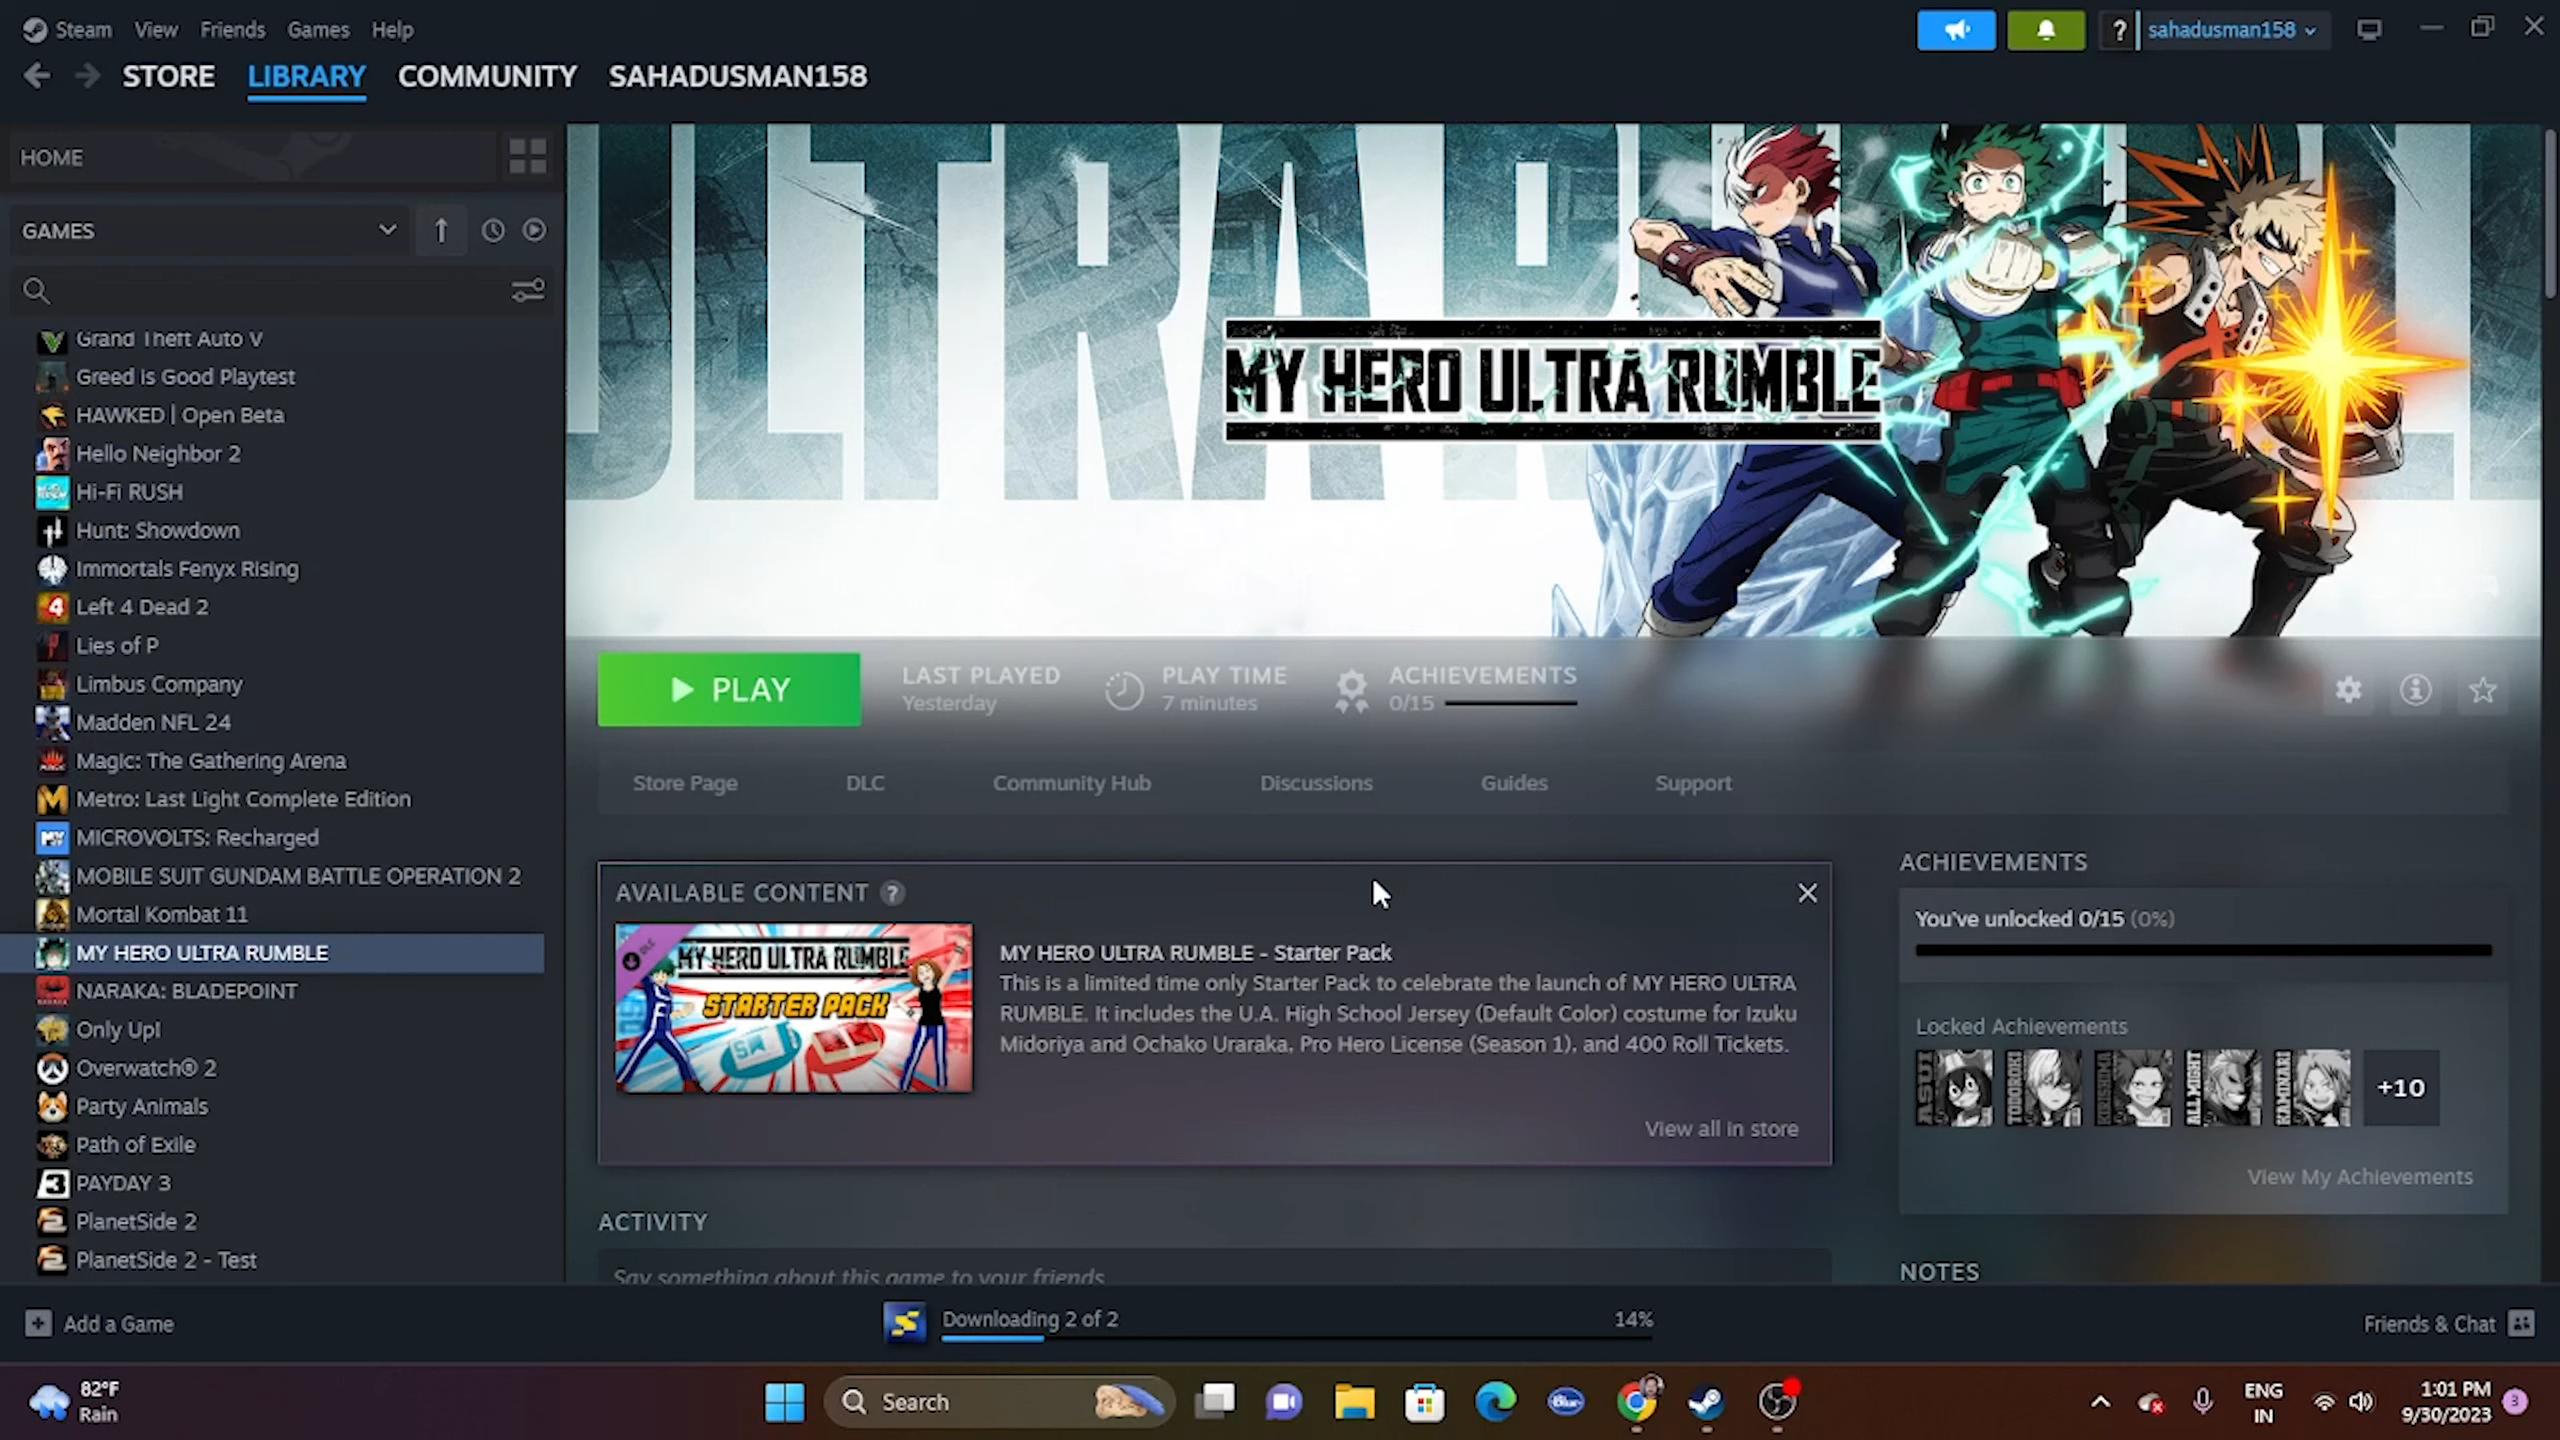 Steam View Friends Games Help
? sahadusman158
STORE LIBRARY COMMUNITY SAHADUSMAN158
HOME
GAMES
Grand Theft Auto V
Greed is Good Playtest
HAWKED | Open Beta
Hello Neighbor 2
Hi-Fi RUSH
Hunt: Showdown
Immortals Fenyx Rising
Left 4 Dead 2
Lies of P
Limbus Company
Madden NFL 24
Magic: The Gathering Arena
Metro: Last Light Complete Edition
MICROVOLTS: Recharged
MOBILE SUIT GUNDAM BATTLE OPERATION 2
Mortal Kombat 11
MY HERO ULTRA RUMBLE
NARAKA: BLADEPOINT
Only Up!
Overwatch® 2
Party Animals
Path of Exile
PAYDAY 3
PlanetSide 2
PlanetSide 2 - Test
MY HERO ULTRA RUMBLE
PLAY
LAST PLAYED
Yesterday
PLAY TIME
7 minutes
ACHIEVEMENTS
0/15
Store Page DLC Community Hub Discussions Guides Support
AVAILABLE CONTENT ?
DLC
MY HERO ULTRA RUMBLE
STARTER PACK
MY HERO ULTRA RUMBLE - Starter Pack
This is a limited time only Starter Pack to celebrate the launch of MY HERO ULTRA
RUMBLE. It includes the U.A. High School Jersey (Default Color) costume for Izuku
Midoriya and Ochako Uraraka, Pro Hero License (Season 1), and 400 Roll Tickets.
View all in store
ACTIVITY
Say something about this game to your friends
ACHIEVEMENTS
You've unlocked 0/15 (0%)
Locked Achievements
ASUI TODOROKI KIRISHIMA ALL MIGHT KAMINARI
+10
View My Achievements
NOTES
Add a Game
Downloading 2 of 2 14%
Friends & Chat
82°F
Rain
Search
Blue
ENG
IN
1:01 PM
9/30/2023
3